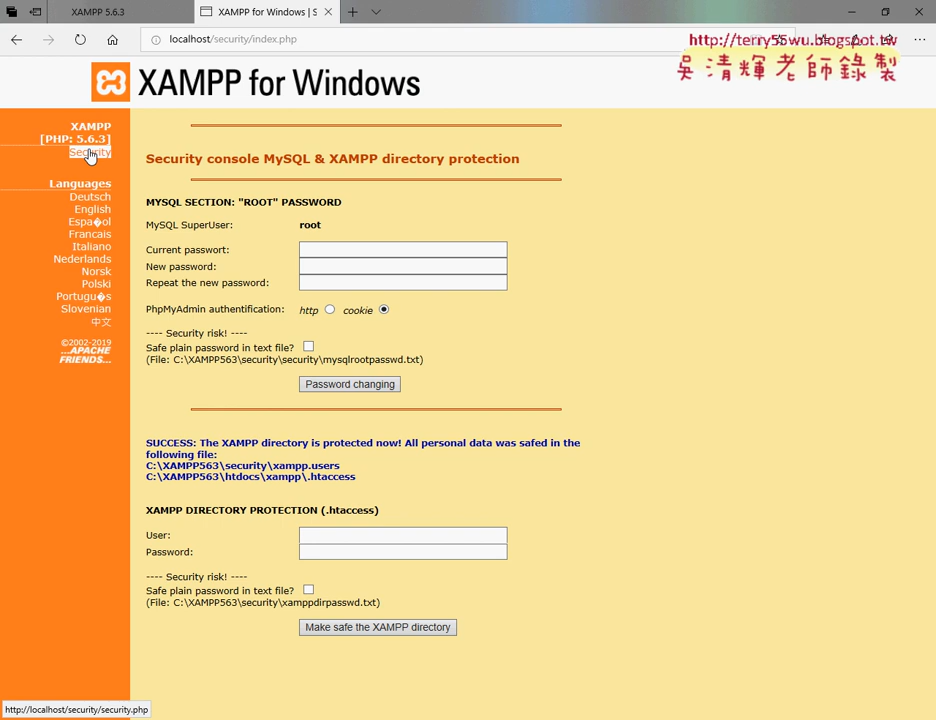 XAMPP 5.6.3
XAMPP for Windows | S
localhost/security/index.php
http://terry55wu.blogspot.tw
吳清輝老師錄製
XAMPP for Windows
XAMPP
[PHP: 5.6.3]
Security
Languages
Deutsch
English
Espa�ol
Francais
Italiano
Nederlands
Norsk
Polski
Portugu�s
Slovenian
中文
©2002-2019
...APACHE
FRIENDS...
Security console MySQL & XAMPP directory protection
MYSQL SECTION: "ROOT" PASSWORD
MySQL SuperUser: root
Current passwort:
New password:
Repeat the new password:
PhpMyAdmin authentification: http cookie
---- Security risk! ----
Safe plain password in text file?
(File: C:\XAMPP563\security\security\mysqlrootpasswd.txt)
Password changing
SUCCESS: The XAMPP directory is protected now! All personal data was safed in the
following file:
C:\XAMPP563\security\xampp.users
C:\XAMPP563\htdocs\xampp\.htaccess
XAMPP DIRECTORY PROTECTION (.htaccess)
User:
Password:
---- Security risk! ----
Safe plain password in text file?
(File: C:\XAMPP563\security\xamppdirpasswd.txt)
Make safe the XAMPP directory
http://localhost/security/security.php